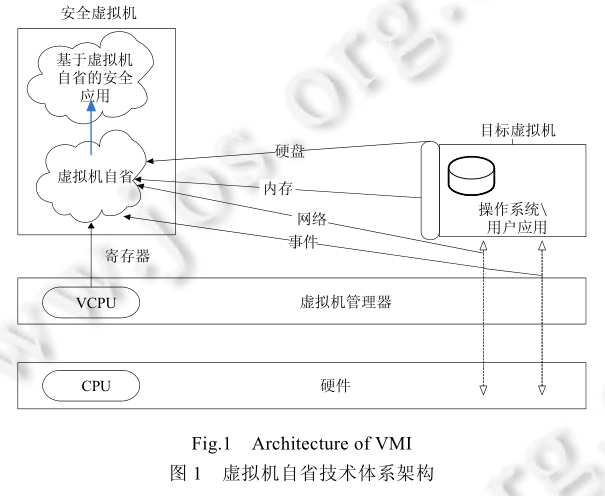 安全虚拟机
基于虚拟机
自省的安全
应用
虚拟机自省
硬盘
内存
网络
事件
寄存器
目标虚拟机
操作系统\
用户应用
VCPU
虚拟机管理器
CPU
硬件
Fig.1 Architecture of VMI
图 1 虚拟机自省技术体系架构
www.jos.org.
org.